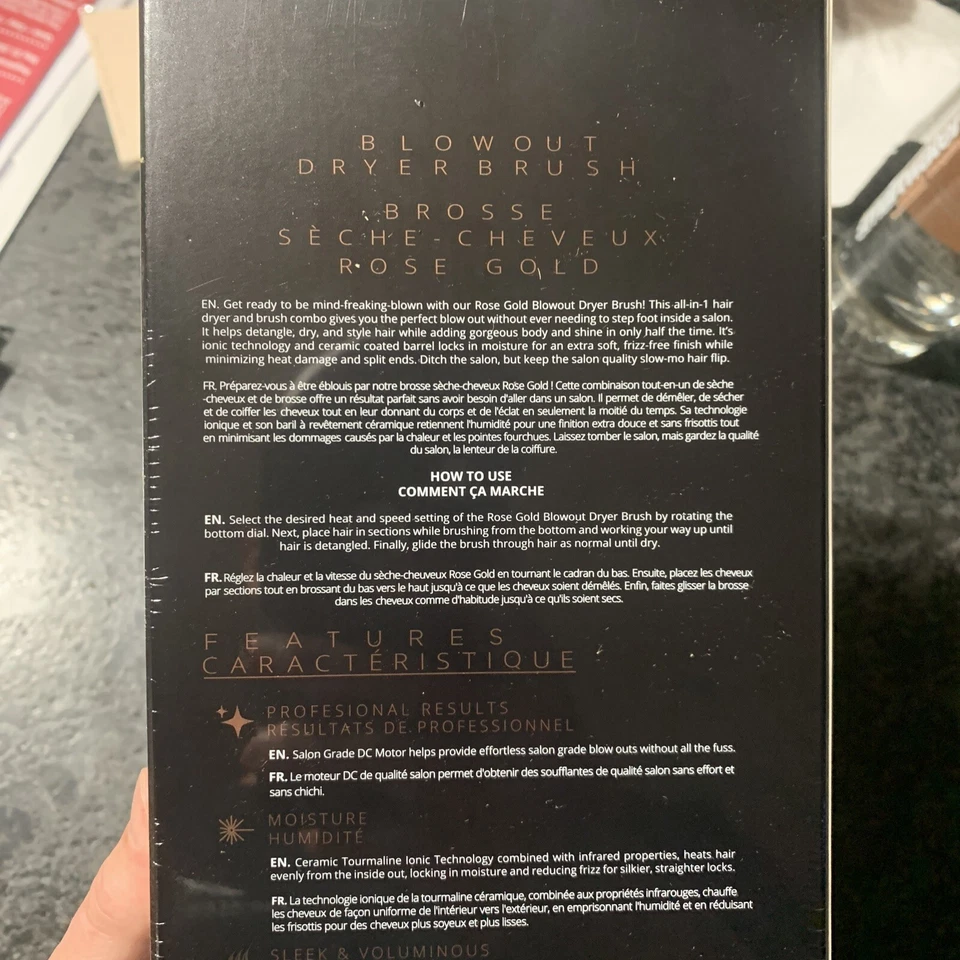 BLOWOUT
DRYER BRUSH
BROSSE
SÈCHE-CHEVEUX
ROSE GOLD
EN. Get ready to be mind-freaking-blown with our Rose Gold Blowout Dryer Brush! This all-in-1 hair
dryer and brush combo gives you the perfect blow out without ever needing to step foot inside a salon.
It helps detangle, dry, and style hair while adding gorgeous body and shine in only half the time. It's
ionic technology and ceramic coated barrel locks in moisture for an extra soft, frizz-free finish while
minimizing heat damage and split ends. Ditch the salon, but keep the salon quality slow-mo hair flip.
FR. Préparez-vous à être éblouis par notre brosse sèche-cheveux Rose Gold ! Cette combinaison tout-en-un de sèche
-cheveux et de brosse offre un résultat parfait sans avoir besoin d'aller dans un salon. Il permet de démêler, de sécher
et de coiffer les cheveux tout en leur donnant du corps et de l'éclat en seulement la moitié du temps. Sa technologie
ionique et son baril à revêtement céramique retiennent l'humidité pour une finition extra douce et sans frisottis tout
en minimisant les dommages causés par la chaleur et les pointes fourchues. Laissez tomber le salon, mais gardez la qualité
du salon, la lenteur de la coiffure.
HOW TO USE
COMMENT ÇA MARCHE
EN. Select the desired heat and speed setting of the Rose Gold Blowout Dryer Brush by rotating the
bottom dial. Next, place hair in sections while brushing from the bottom and working your way up until
hair is detangled. Finally, glide the brush through hair as normal until dry.
FR. Réglez la chaleur et la vitesse du sèche-cheuveux Rose Gold en tournant le cadran du bas. Ensuite, placez les cheveux
par sections tout en brossant du bas vers le haut jusqu'à ce que les cheveux soient démêlés. Enfin, faites glisser la brosse
dans les cheveux comme d'habitude jusqu'à ce qu'ils soient secs.
FEATURES
CARACTÉRISTIQUE
PROFESIONAL RESULTS
RÉSULTATS DE PROFESSIONNEL
EN. Salon Grade DC Motor helps provide effortless salon grade blow outs without all the fuss.
FR. Le moteur DC de qualité salon permet d'obtenir des soufflantes de qualité salon sans effort et
sans chichi.
MOISTURE
HUMIDITÉ
EN. Ceramic Tourmaline Ionic Technology combined with infrared properties, heats hair
evenly from the inside out, locking in moisture and reducing frizz for silkier, straighter locks.
FR. La technologie ionique de la tourmaline céramique, combinée aux propriétés infrarouges, chauffe
les cheveux de façon uniforme de l'intérieur vers l'extérieur, en emprisonnant l'humidité et en réduisant
les frisottis pour des cheveux plus soyeux et plus lisses.
SLEEK & VOLUMINOUS